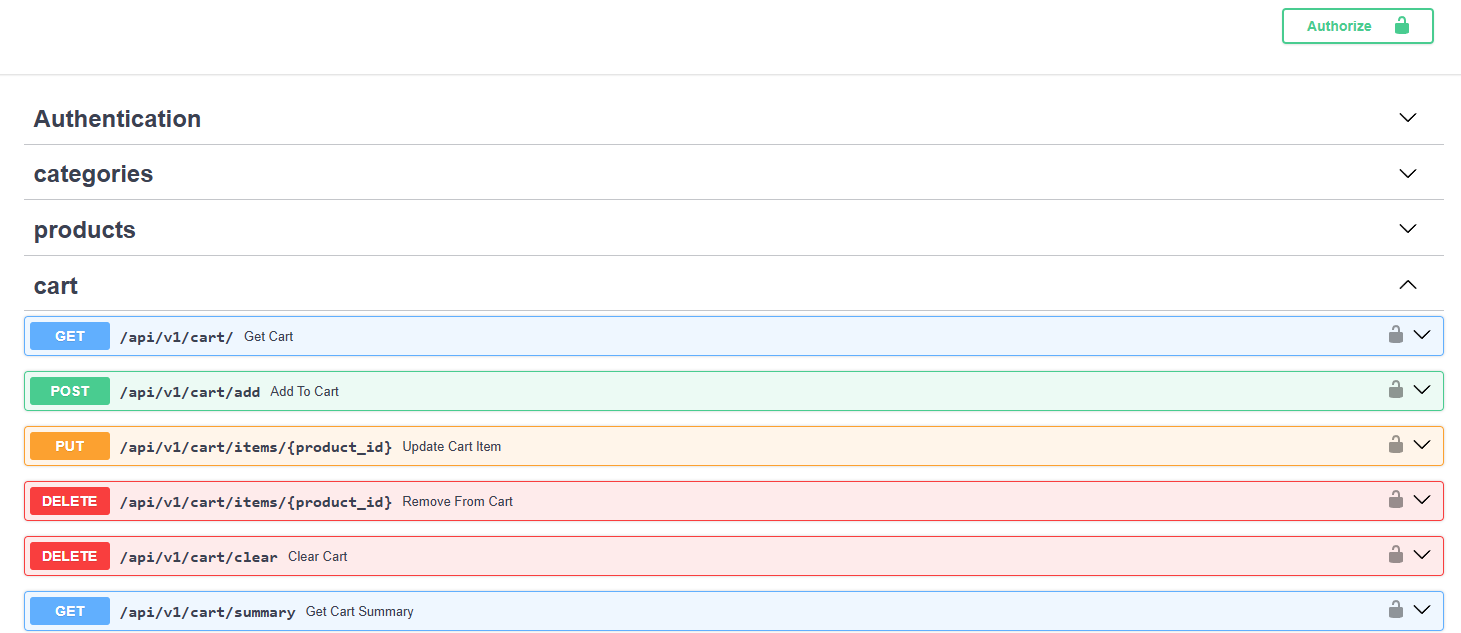 Authorize
Authentication
categories
products
cart
GET /api/v1/cart/ Get Cart
POST /api/v1/cart/add Add To Cart
PUT /api/v1/cart/items/{product_id} Update Cart Item
DELETE /api/v1/cart/items/{product_id} Remove From Cart
DELETE /api/v1/cart/clear Clear Cart
GET /api/v1/cart/summary Get Cart Summary